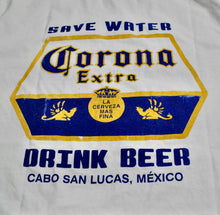 SAVE WATER
Corona
Extra
LA
CERVEZA
MAS
FINA
DRINK BEER
CABO SAN LUCAS, MÉXICO